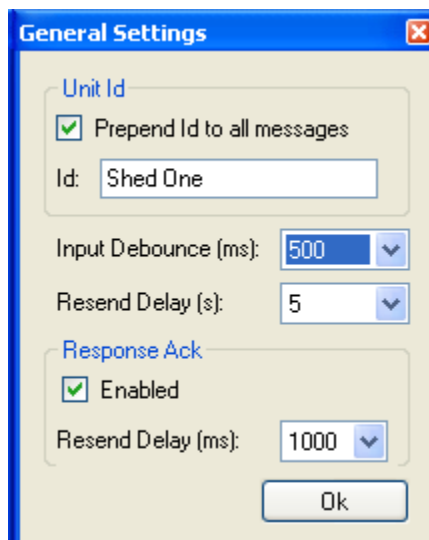 General Settings
Unit Id
Prepend Id to all messages
Id: Shed One
Input Debounce (ms): 500
Resend Delay (s): 5
Response Ack
Enabled
Resend Delay (ms): 1000
Ok